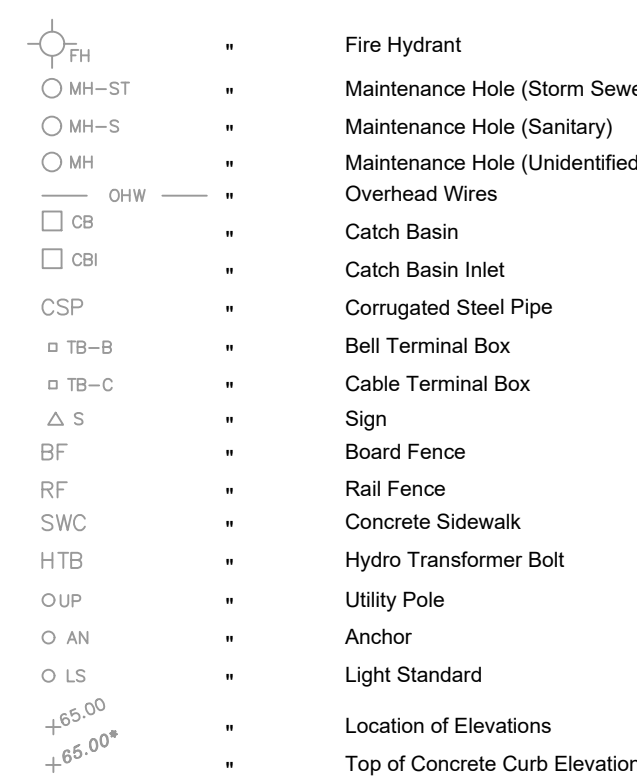 FH " Fire Hydrant
MH-ST " Maintenance Hole (Storm Sewe
MH-S " Maintenance Hole (Sanitary)
MH " Maintenance Hole (Unidentified
OHW " Overhead Wires
CB " Catch Basin
CBI " Catch Basin Inlet
CSP " Corrugated Steel Pipe
TB-B " Bell Terminal Box
TB-C " Cable Terminal Box
S " Sign
BF " Board Fence
RF " Rail Fence
SWC " Concrete Sidewalk
HTB " Hydro Transformer Bolt
UP " Utility Pole
AN " Anchor
LS " Light Standard
+65.00 " Location of Elevations
+65.00* " Top of Concrete Curb Elevation